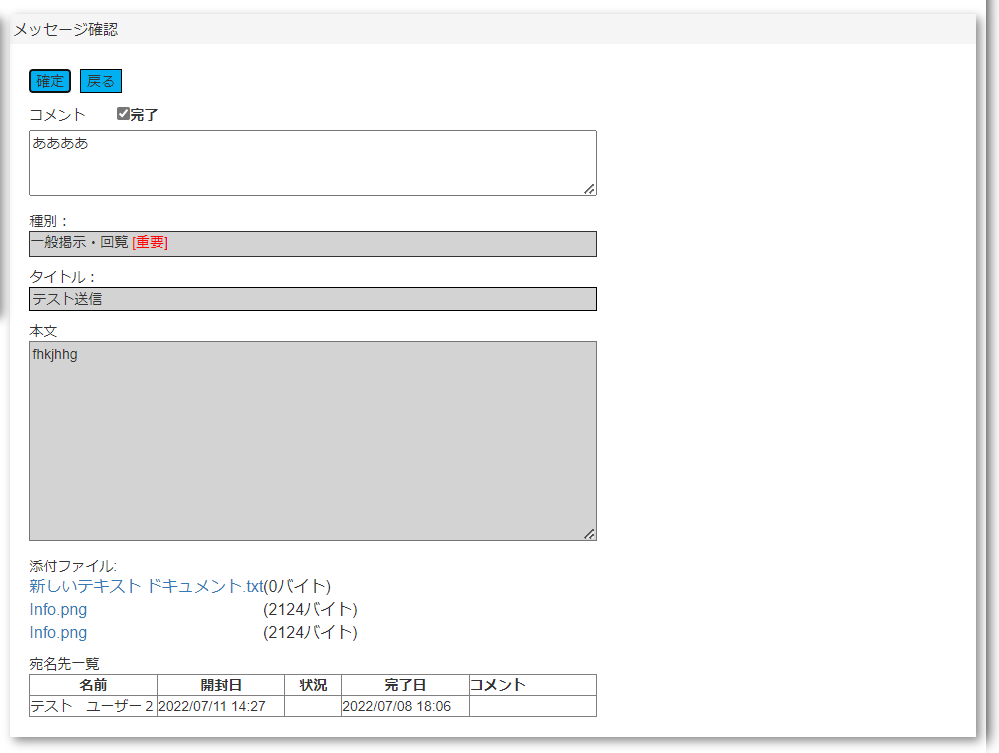 メッセージ確認
確定 戻る
コメント 完了
ああああ
種別：
一般掲示・回覧 [重要]
タイトル：
テスト送信
本文
fhkjhhg
添付ファイル:
新しいテキスト ドキュメント.txt(0バイト)
Info.png (2124バイト)
Info.png (2124バイト)
宛名先一覧
名前 開封日 状況 完了日 コメント
テスト　ユーザー２ 2022/07/11 14:27 2022/07/08 18:06